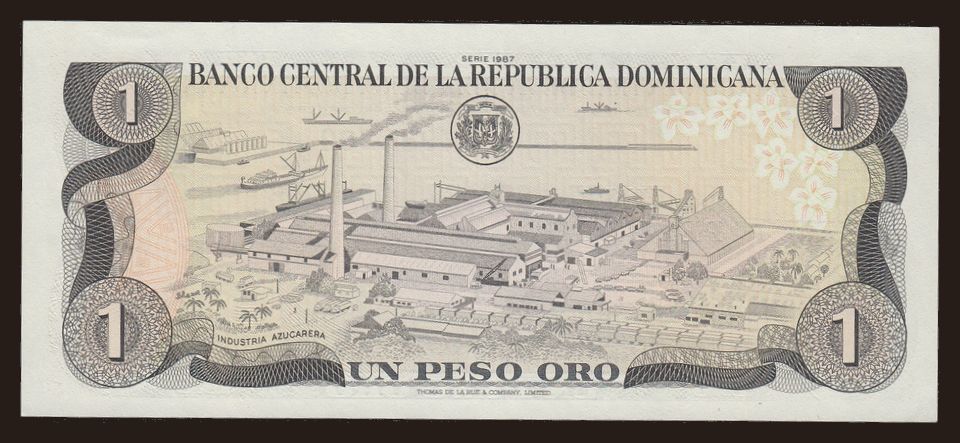 SERIE 1987
BANCO CENTRAL DE LA REPUBLICA DOMINICANA
1
1
INDUSTRIA AZUCARERA
1
1
UN PESO ORO
THOMAS DE LA RUE & COMPANY, LIMITED